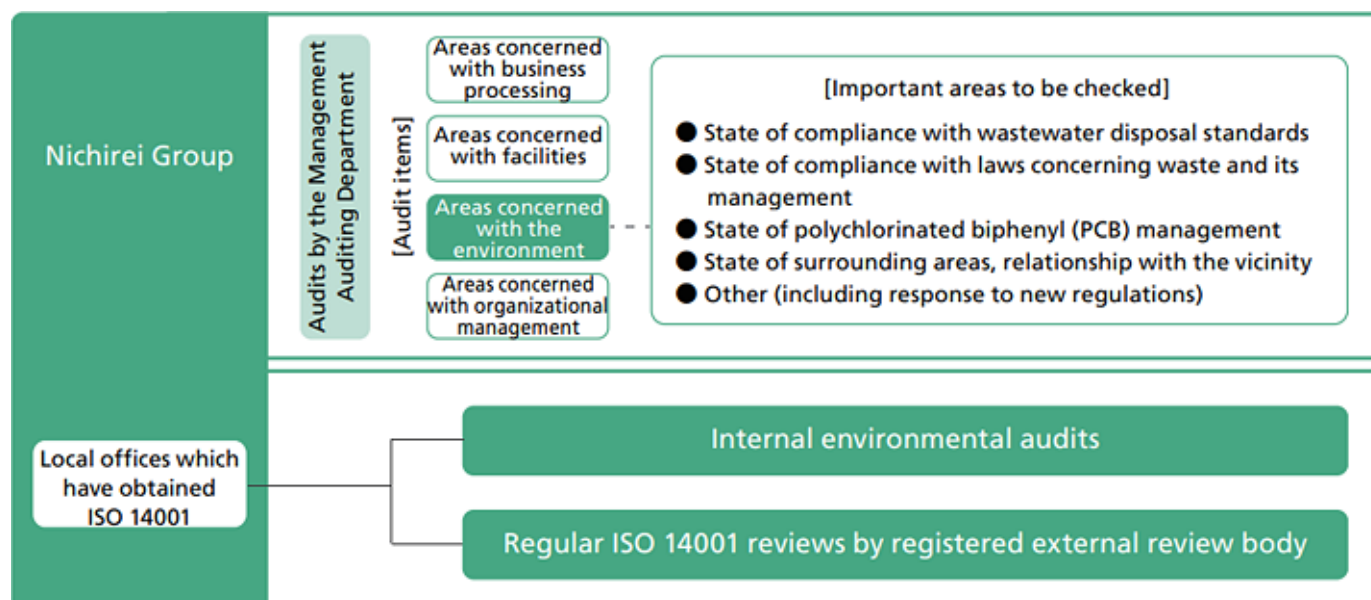 Nichirei Group
Audits by the Management
Auditing Department
[Audit items]
Areas concerned
with business
processing
Areas concerned
with facilities
Areas concerned
with the
environment
Areas concerned
with organizational
management
[Important areas to be checked]
● State of compliance with wastewater disposal standards
● State of compliance with laws concerning waste and its
management
● State of polychlorinated biphenyl (PCB) management
● State of surrounding areas, relationship with the vicinity
● Other (including response to new regulations)
Local offices which
have obtained
ISO 14001
Internal environmental audits
Regular ISO 14001 reviews by registered external review body